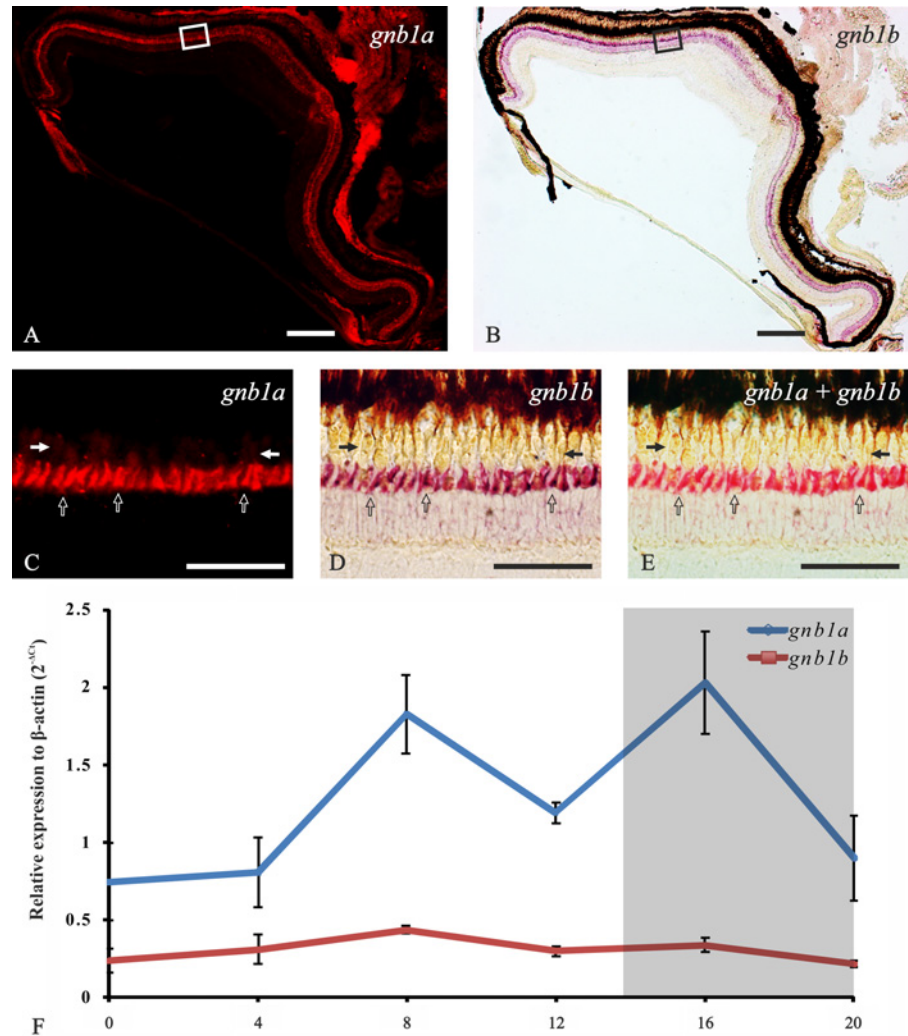 gnb1a
A
gnb1b
B
gnb1a
C
gnb1b
D
gnb1a + gnb1b
E
Relative expression to β-actin (2^-ΔCt)
2.5
2
1.5
1
0.5
0
gnb1a
gnb1b
0 4 8 12 16 20
F